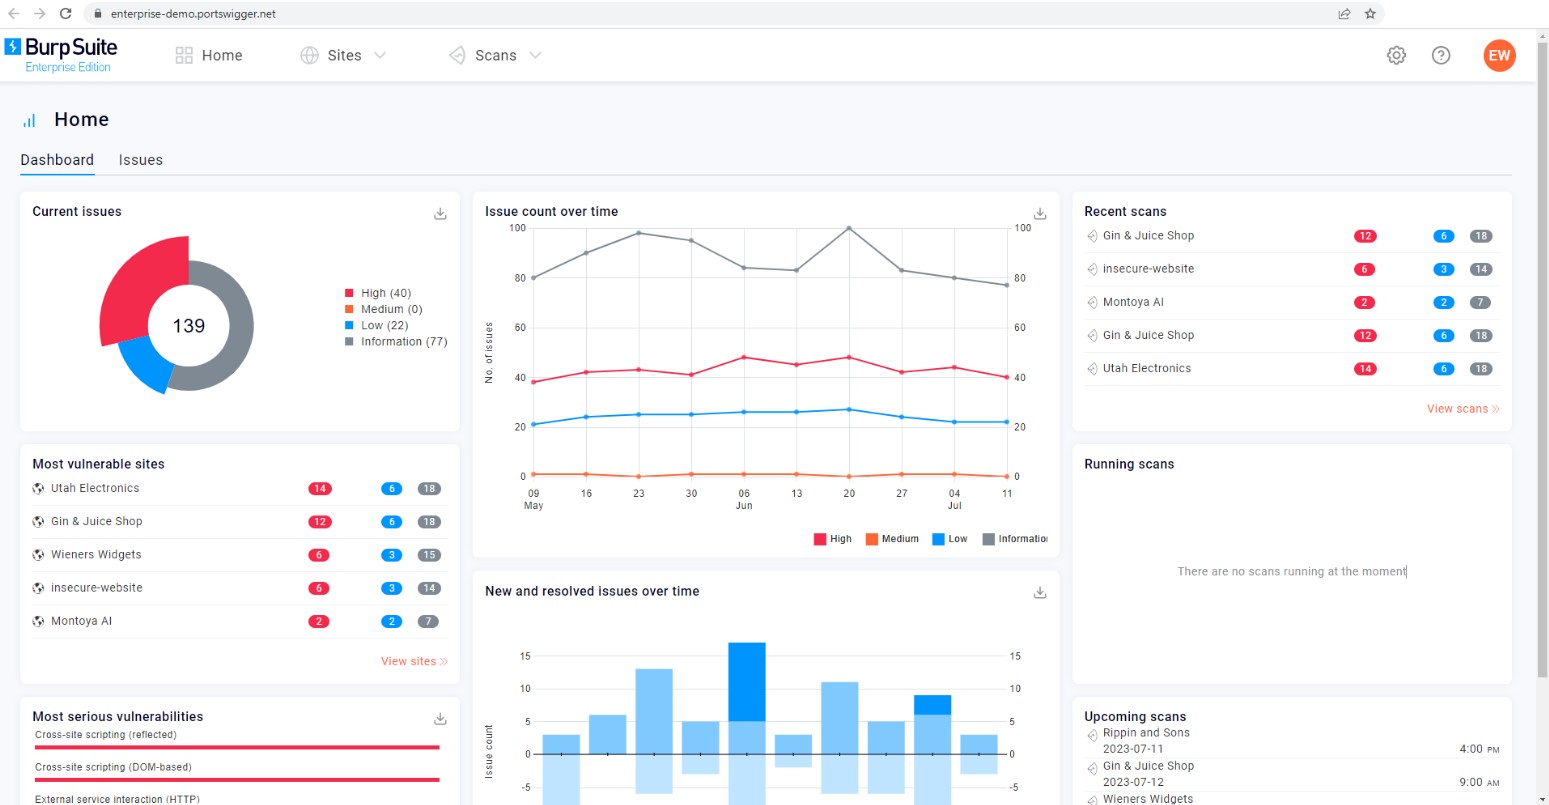 enterprise-demo.portswigger.net
Burp Suite
Enterprise Edition
Home
Sites
Scans
EW
Home
Dashboard
Issues
Current issues
139
High (40)
Medium (0)
Low (22)
Information (77)
Most vulnerable sites
Utah Electronics 14 6 18
Gin & Juice Shop 12 6 18
Wieners Widgets 6 3 15
insecure-website 6 3 14
Montoya AI 2 2 7
View sites »
Most serious vulnerabilities
Cross-site scripting (reflected)
Cross-site scripting (DOM-based)
External service interaction (HTTP)
Issue count over time
100 100
80 80
60 60
40 40
20 20
0 0
No. of issues
09 16 23 30 06 13 20 27 04 11
May Jun Jul
High Medium Low Information
New and resolved issues over time
15 15
10 10
5 5
0 0
-5 -5
Issue count
Recent scans
Gin & Juice Shop 12 6 18
insecure-website 6 3 14
Montoya AI 2 2 7
Gin & Juice Shop 12 6 18
Utah Electronics 14 6 18
View scans »
Running scans
There are no scans running at the moment
Upcoming scans
Rippin and Sons
2023-07-11 4:00 PM
Gin & Juice Shop
2023-07-12 9:00 AM
Wieners Widgets